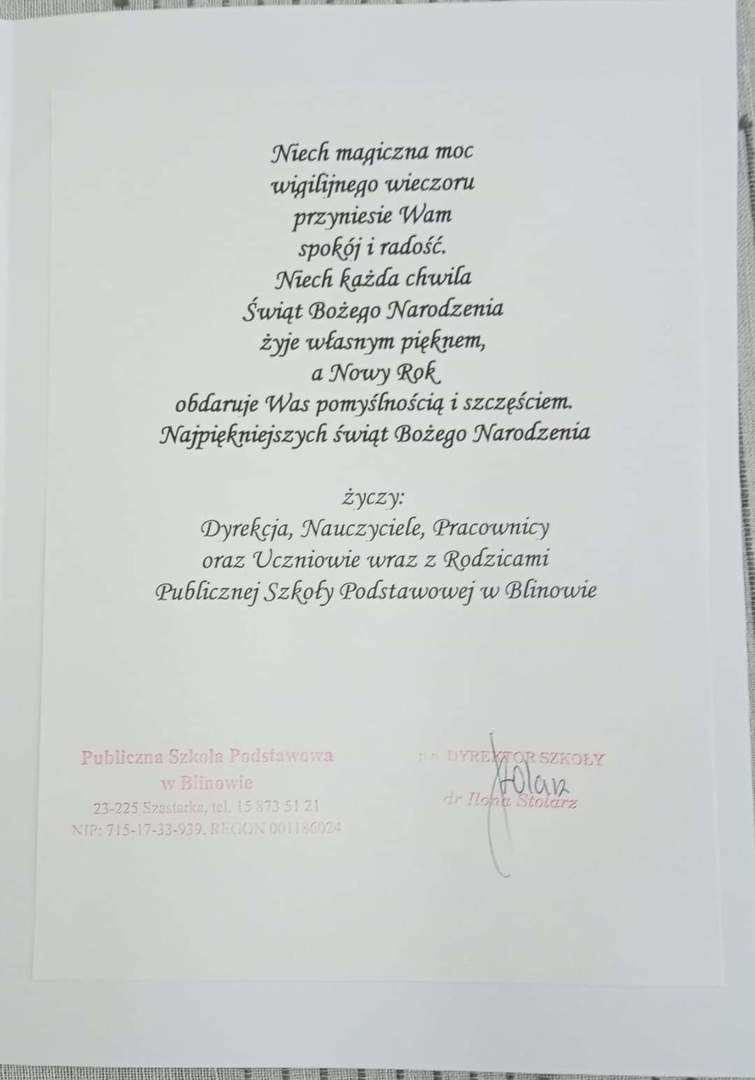 Niech magiczna moc
wigilijnego wieczoru
przyniesie Wam
spokój i radość.
Niech każda chwila
Świąt Bożego Narodzenia
żyje własnym pięknem,
a Nowy Rok
obdaruje Was pomyślnością i szczęściem.
Najpiękniejszych świąt Bożego Narodzenia
życzy:
Dyrekcja, Nauczyciele, Pracownicy
oraz Uczniowie wraz z Rodzicami
Publicznej Szkoły Podstawowej w Blinowie
Publiczna Szkoła Podstawowa
w Blinowie
23-225 Szastarka, tel. 15 873 51 21
NIP: 715-17-33-939, REGON 001186024
DYREKTOR SZKOŁY
Stolarz
dr Ilona Stolarz